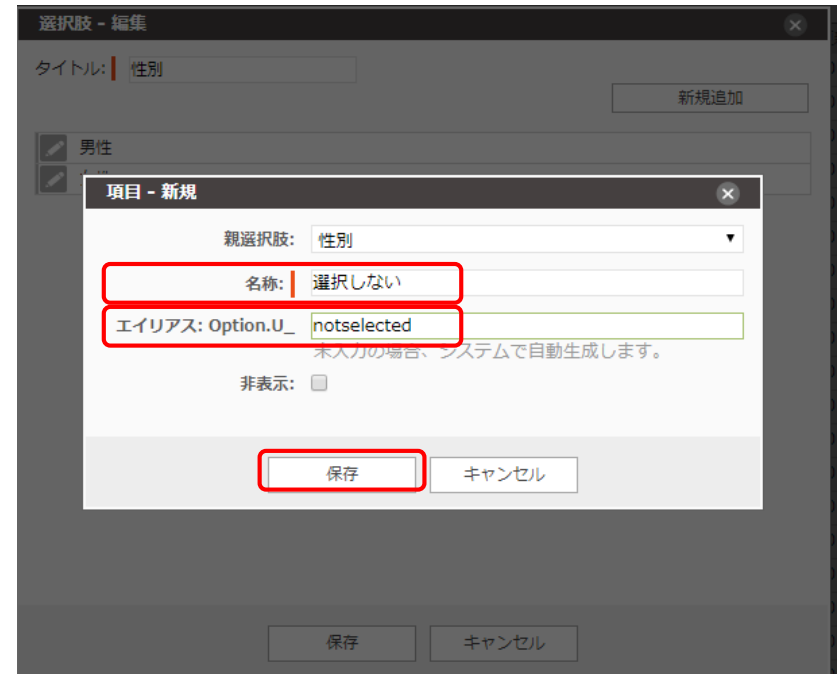 選択肢 - 編集
タイトル: 性別
新規追加
男性
項目 - 新規
親選択肢: 性別
名称: 選択しない
エイリアス: Option.U_ notselected
未入力の場合、システムで自動生成します。
非表示:
保存 キャンセル
保存 キャンセル